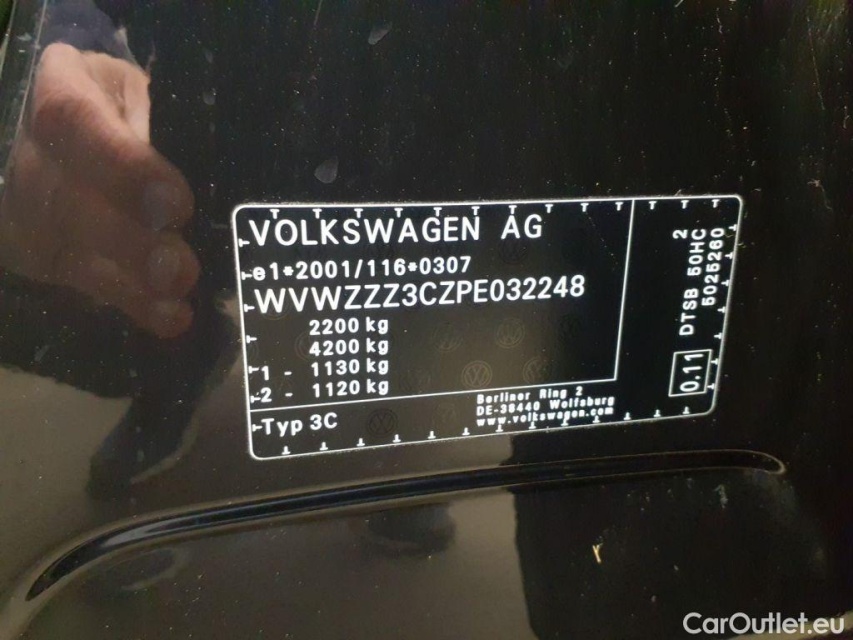 VOLKSWAGEN AG
e1*2001/116*0307
WVWZZZ3CZPE032248
2200 kg
4200 kg
1 - 1130 kg
2 - 1120 kg
Typ 3C
Berliner Ring 2
DE-38440 Wolfsburg
www.volkswagen.com
2
DTSB 50HC
5025260
0.11
CarOutlet.eu